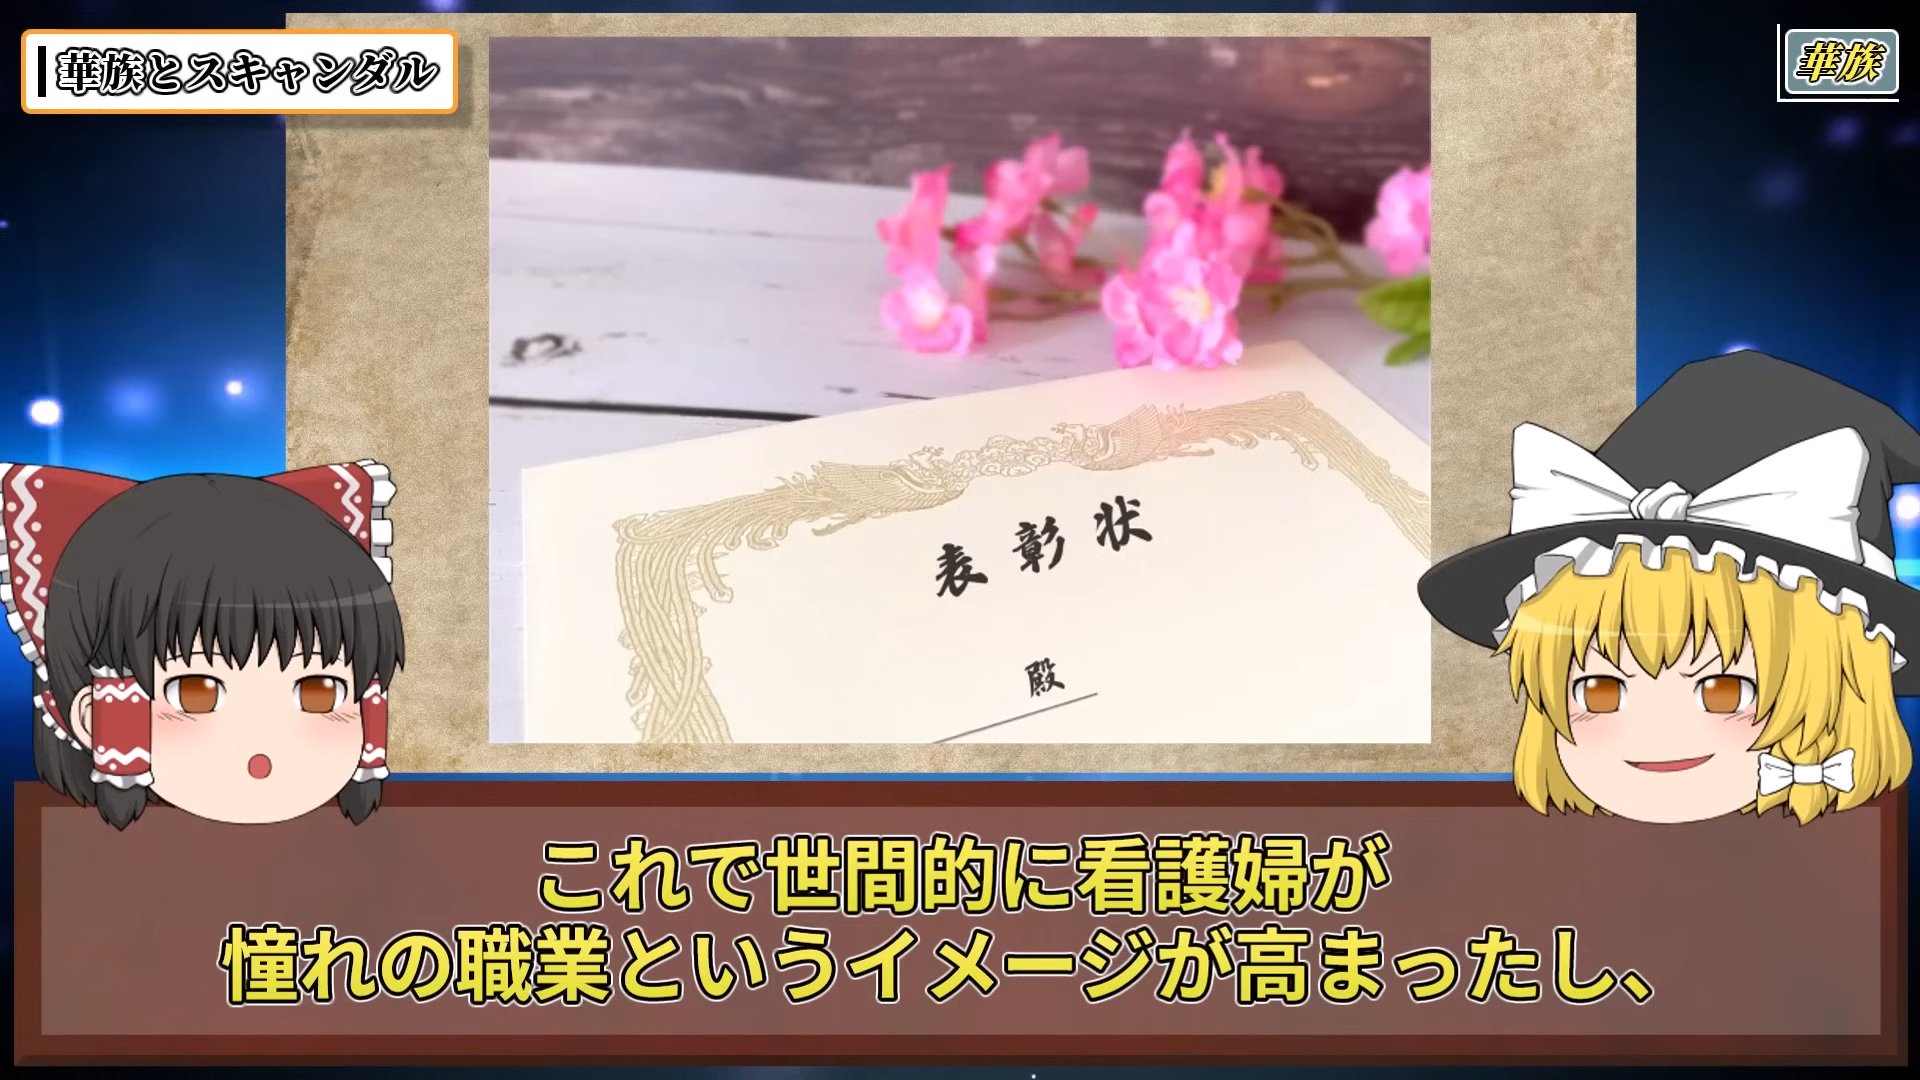 華族とスキャンダル
華族
表彰状
殿
これで世間的に看護婦が
憧れの職業というイメージが高まったし、